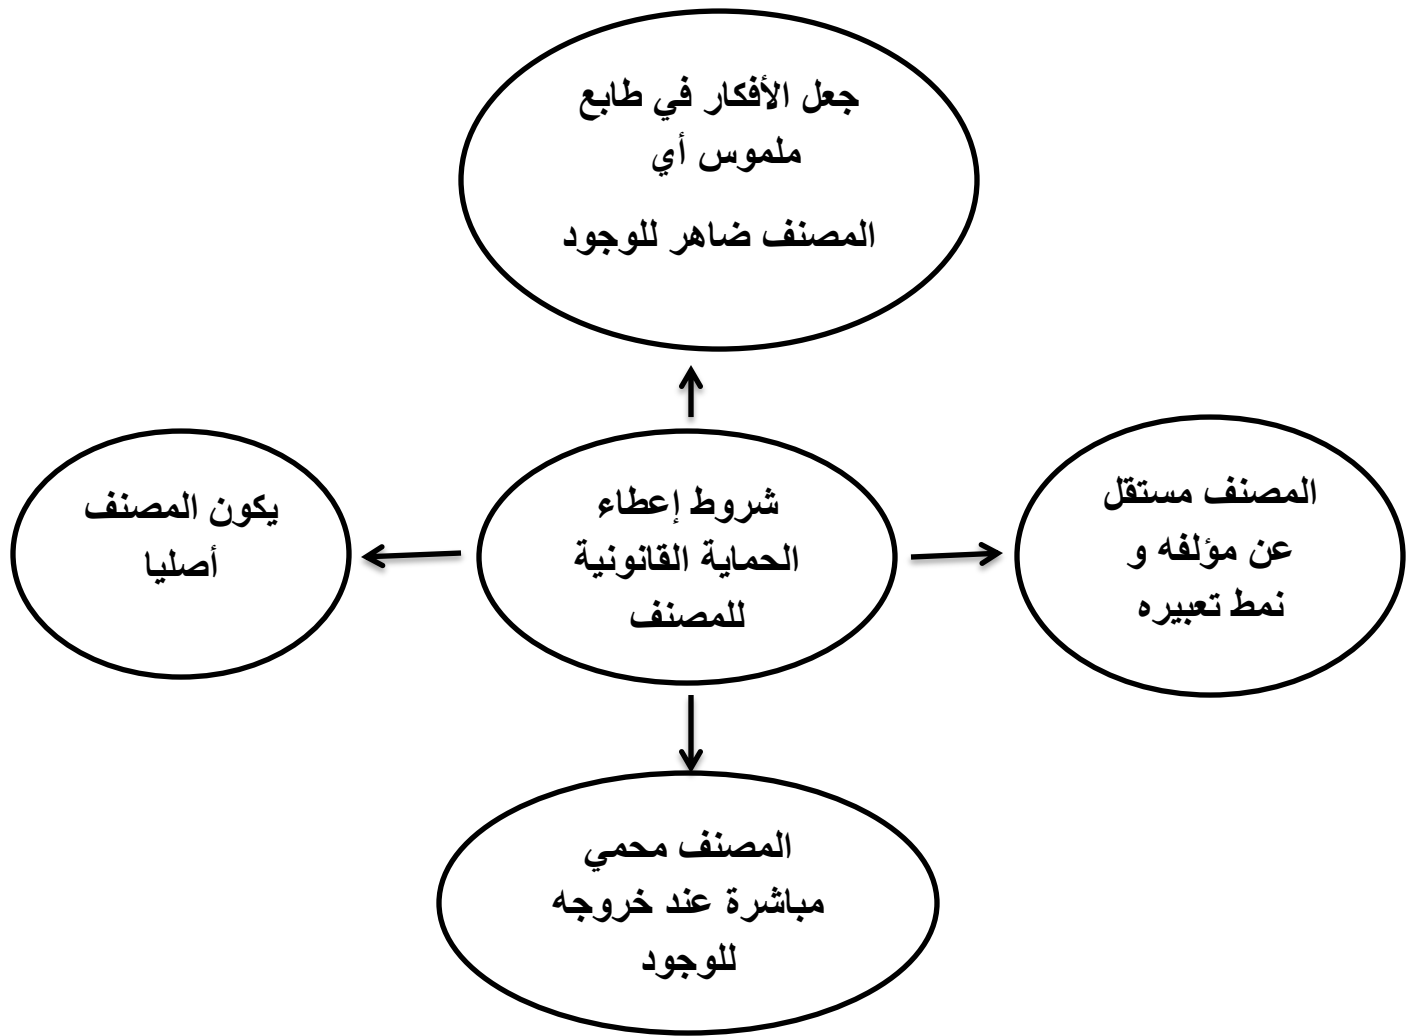 جعل الأفكار في طابع
ملموس أي
المصنف ضاهر للوجود
المصنف مستقل
عن مؤلفه و
نمط تعبيره
شروط إعطاء
الحماية القانونية
للمصنف
يكون المصنف
أصليا
المصنف محمي
مباشرة عند خروجه
للوجود